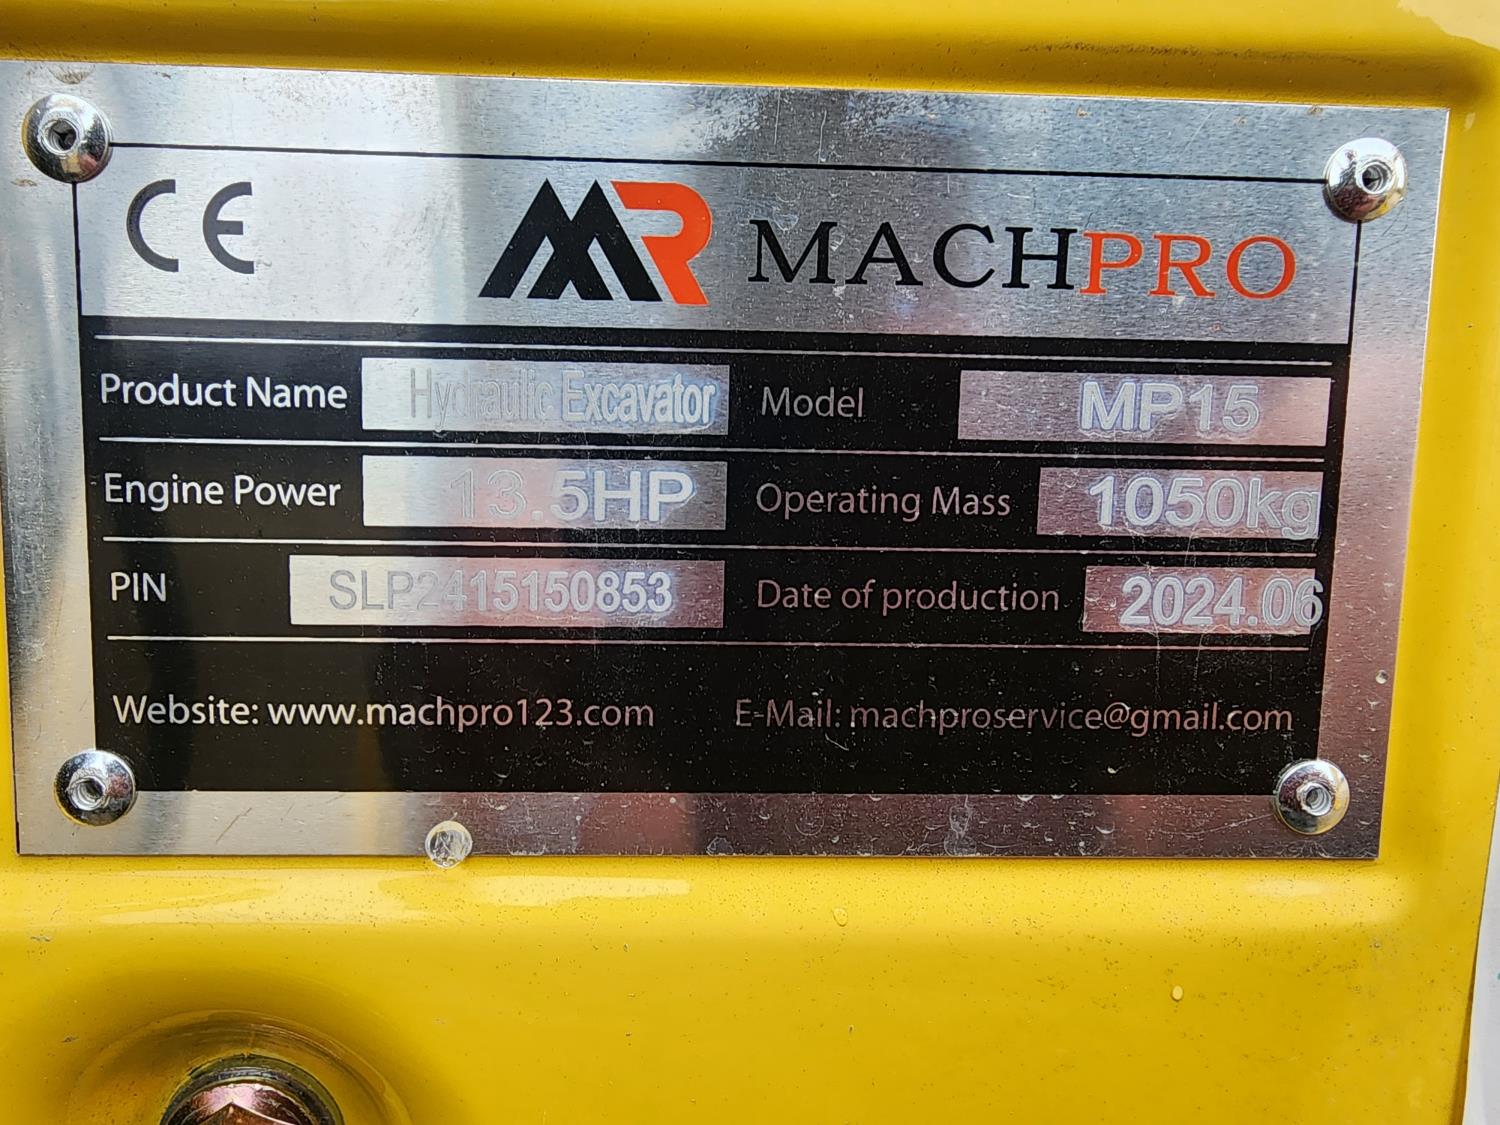 CE MR MACHPRO
Product Name Hydraulic Excavator Model MP15
Engine Power 13.5HP Operating Mass 1050kg
PIN SLP2415150853 Date of production 2024.06
Website: www.machpro123.com E-Mail: machproservice@gmail.com